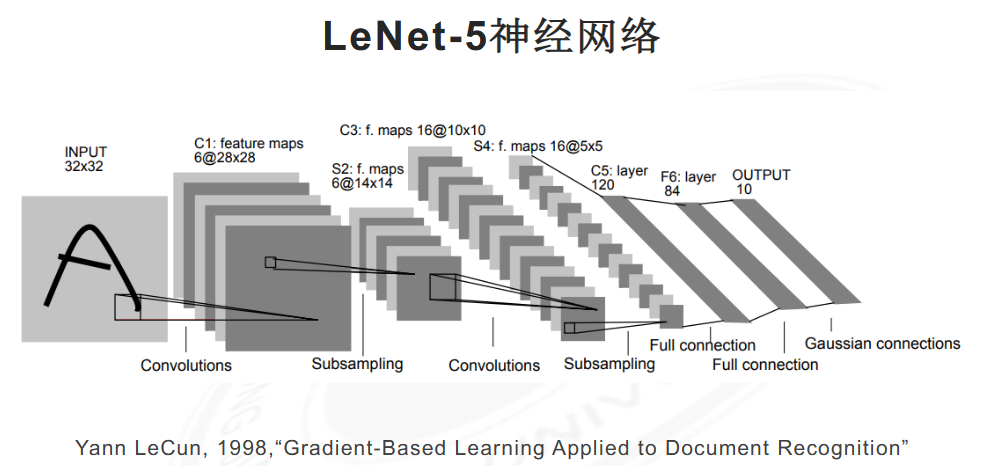 LeNet-5神经网络
INPUT
32x32
C1: feature maps
6@28x28
S2: f. maps
6@14x14
C3: f. maps 16@10x10
S4: f. maps 16@5x5
C5: layer
120
F6: layer
84
OUTPUT
10
Convolutions
Subsampling
Convolutions
Subsampling
Full connection
Full connection
Gaussian connections
Yann LeCun, 1998,“Gradient-Based Learning Applied to Document Recognition”